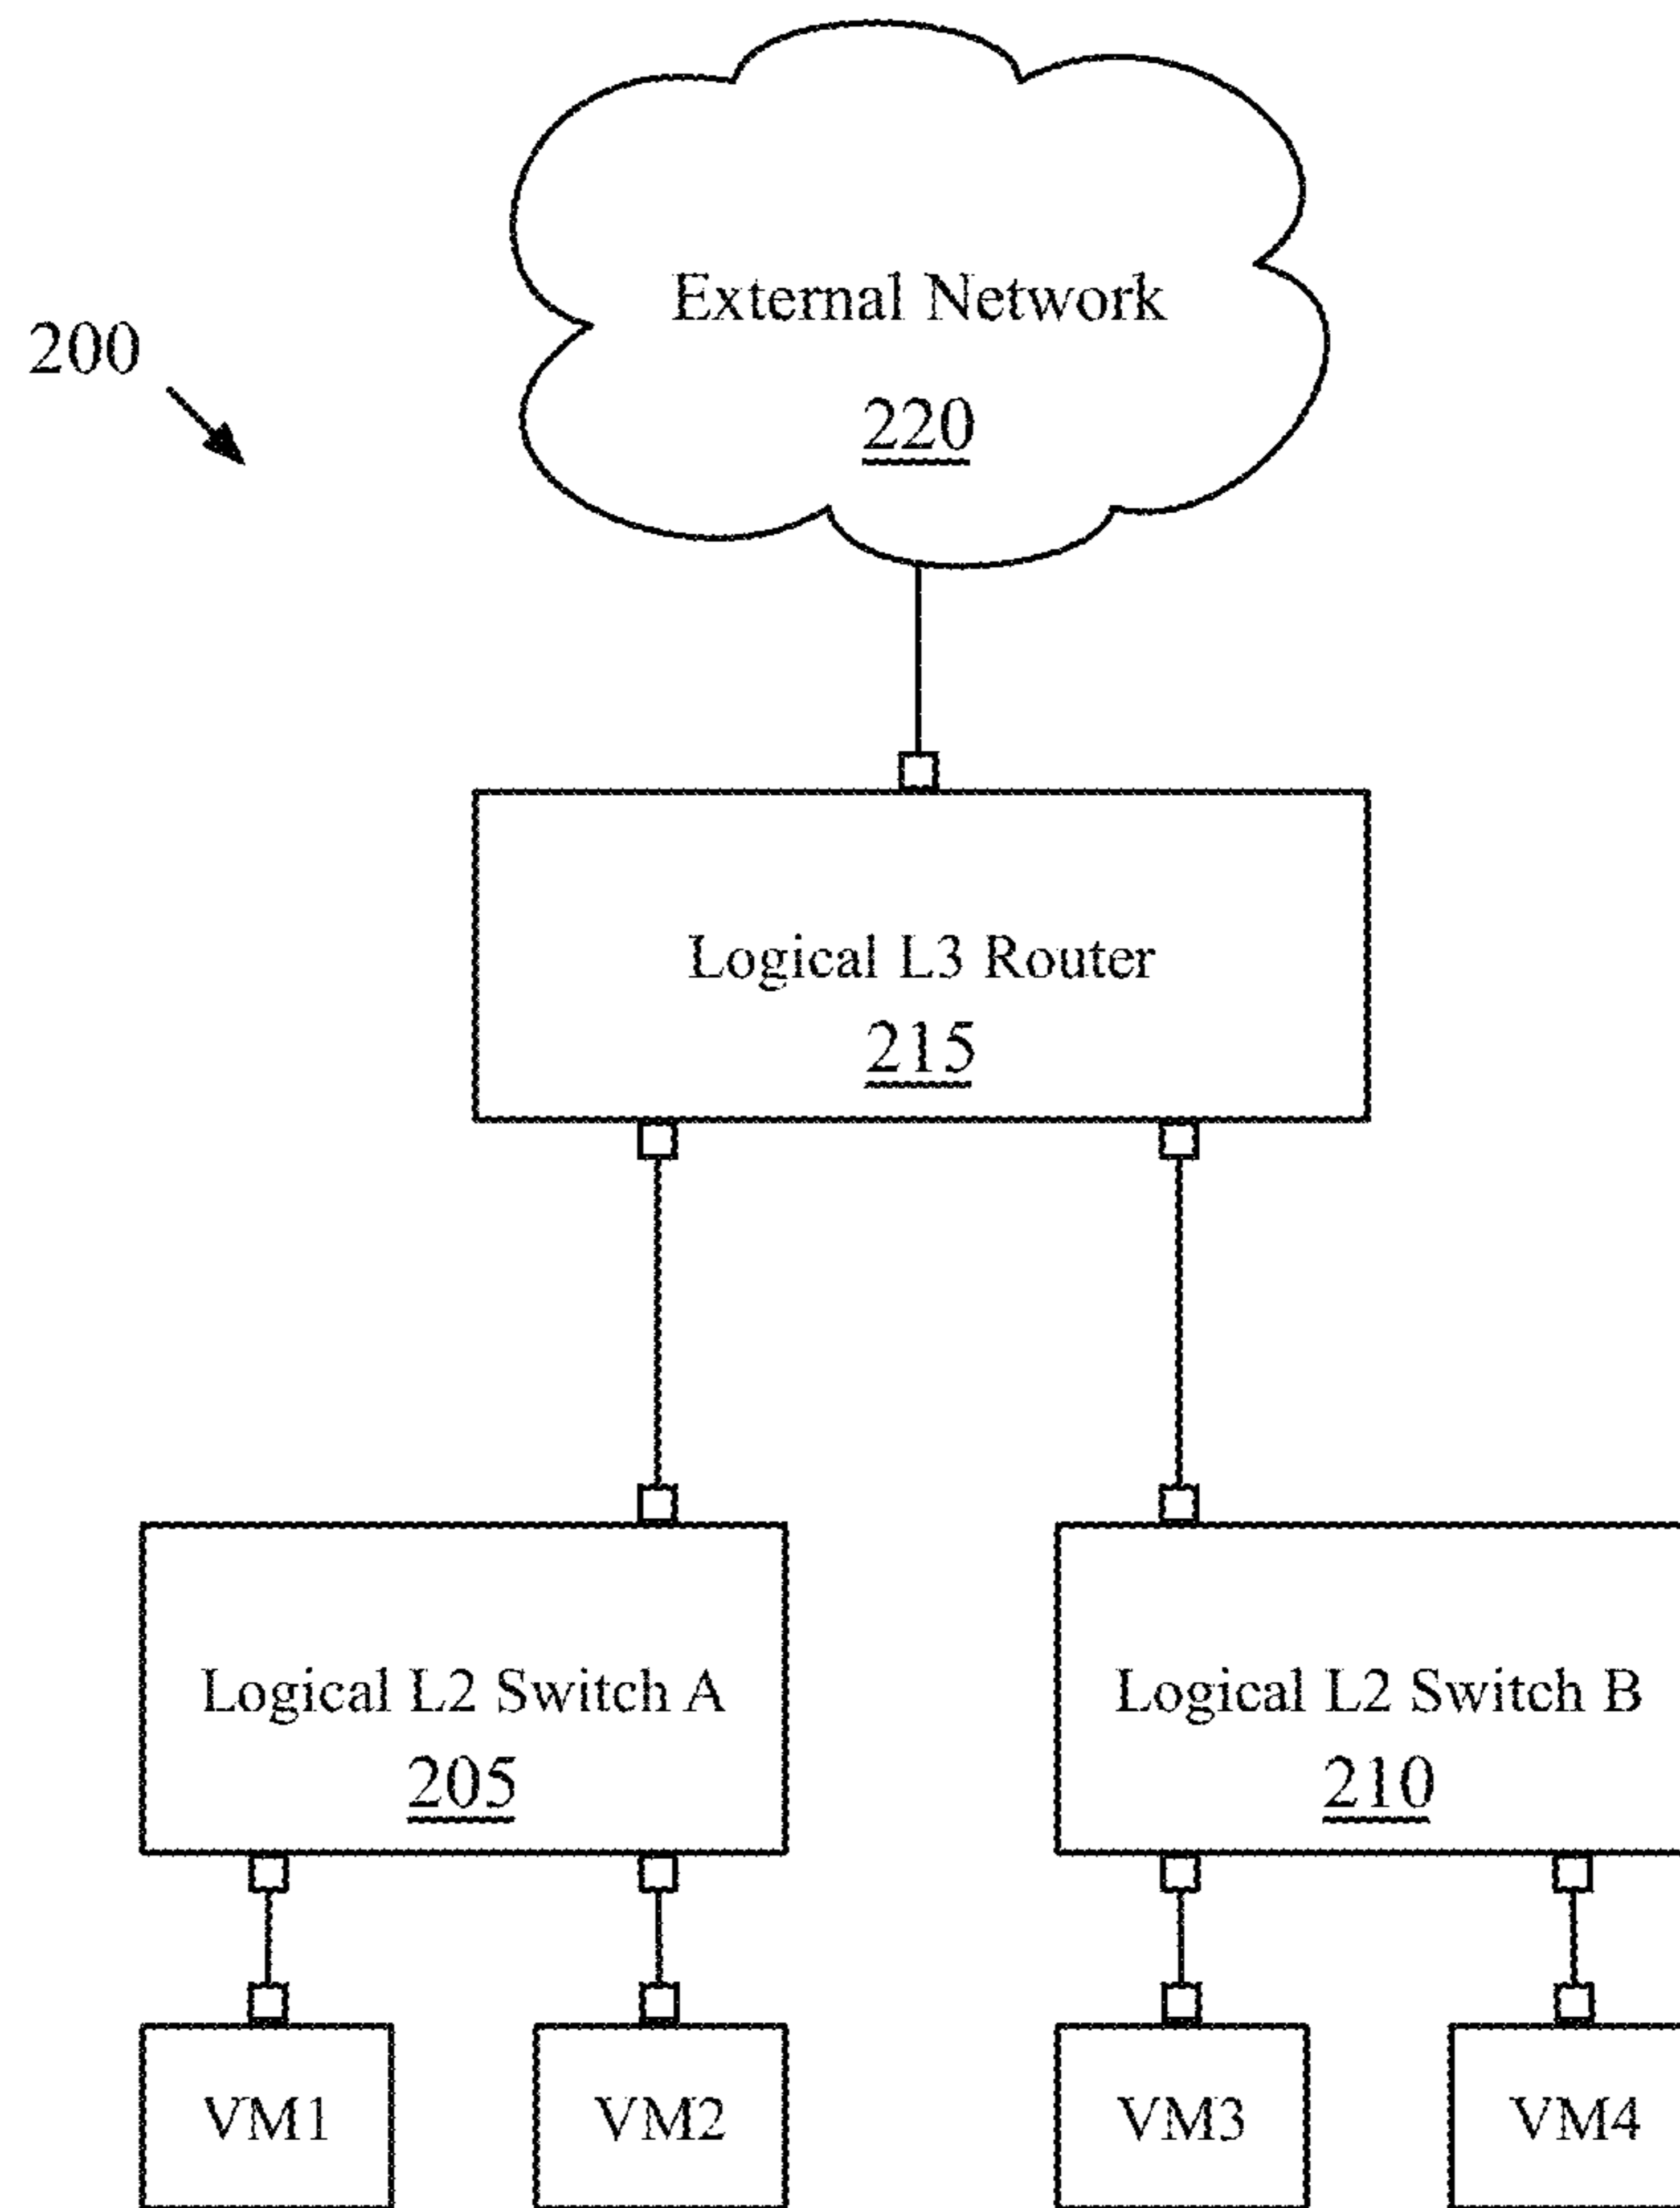 External Network
220
200
Logical L3 Router
215
Logical L2 Switch A
205
Logical L2 Switch B
210
VM1
VM2
VM3
VM4